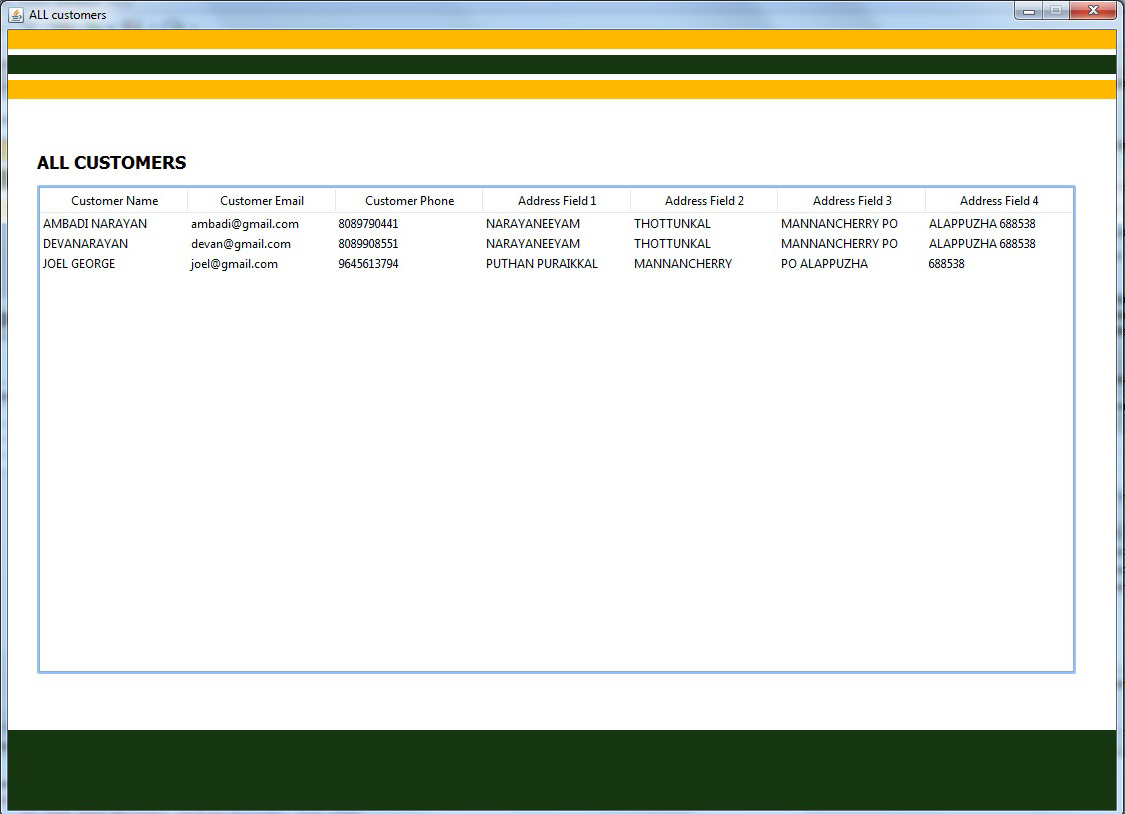 ALL customers
ALL CUSTOMERS
Customer Name Customer Email Customer Phone Address Field 1 Address Field 2 Address Field 3 Address Field 4
AMBADI NARAYAN ambadi@gmail.com 8089790441 NARAYANEEYAM THOTTUNKAL MANNANCHERRY PO ALAPPUZHA 688538
DEVANARAYAN devan@gmail.com 8089908551 NARAYANEEYAM THOTTUNKAL MANNANCHERRY PO ALAPPUZHA 688538
JOEL GEORGE joel@gmail.com 9645613794 PUTHAN PURAIKKAL MANNANCHERRY PO ALAPPUZHA 688538